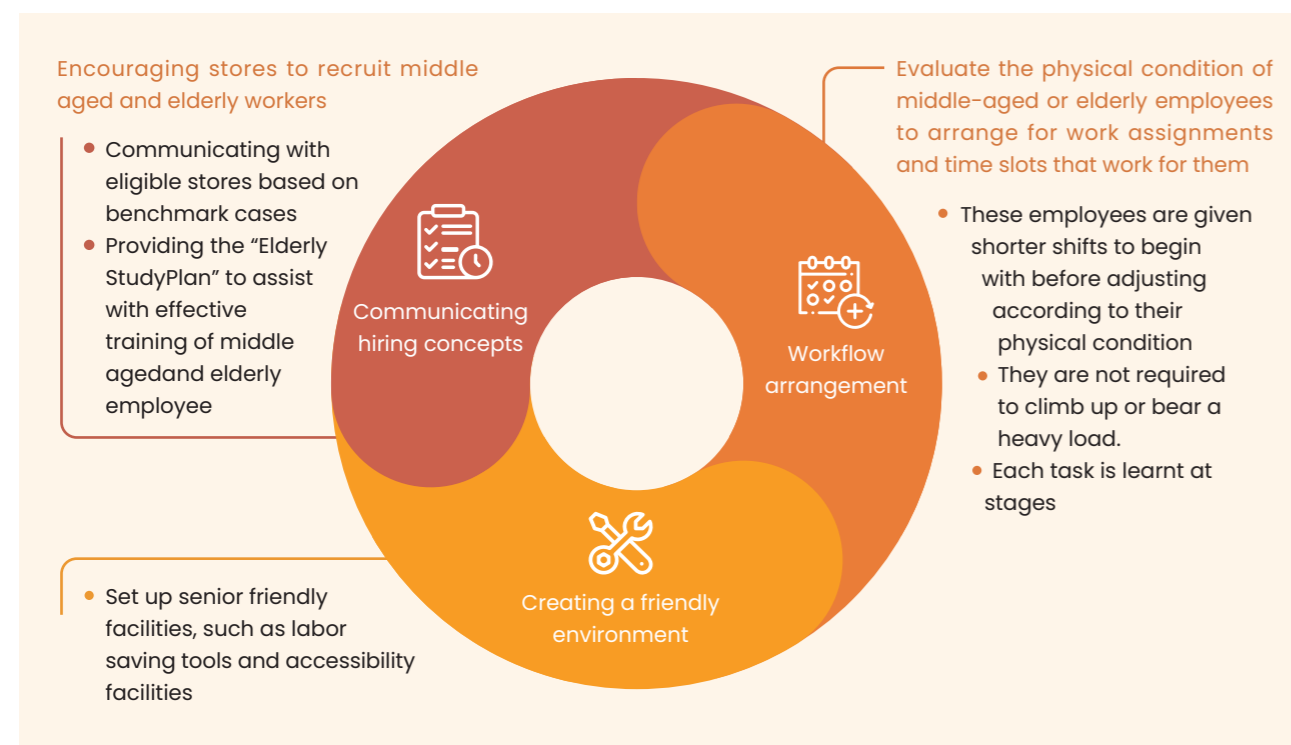 Encouraging stores to recruit middle
aged and elderly workers
Communicating with
eligible stores based on
benchmark cases
Providing the “Elderly
StudyPlan” to assist
with effective
training of middle
agedand elderly
employee
Communicating
hiring concepts
Evaluate the physical condition of
middle-aged or elderly employees
to arrange for work assignments
and time slots that work for them
These employees are given
shorter shifts to begin
with before adjusting
according to their
physical condition
They are not required
to climb up or bear a
heavy load.
Each task is learnt at
stages
Workflow
arrangement
Creating a friendly
environment
Set up senior friendly
facilities, such as labor
saving tools and accessibility
facilities